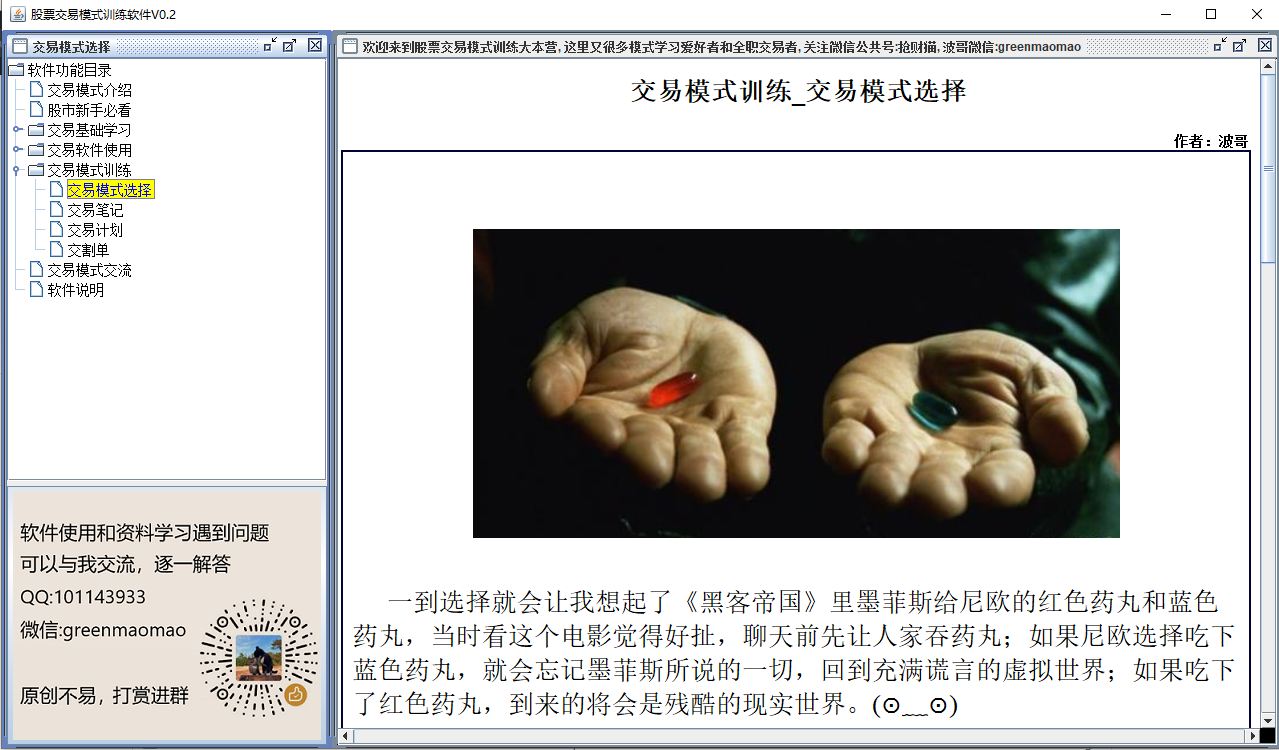 股票交易模式训练软件V0.2
交易模式选择
软件功能目录
交易模式介绍
股市新手必看
交易基础学习
交易软件使用
交易模式训练
交易模式选择
交易笔记
交易计划
交割单
交易模式交流
软件说明
软件使用和资料学习遇到问题
可以与我交流，逐一解答
QQ:101143933
微信:greenmaomao
原创不易，打赏进群
欢迎来到股票交易模式训练大本营,这里又很多模式学习爱好者和全职交易者,关注微信公共号:抢财猫,波哥微信:greenmaomao
交易模式训练_交易模式选择
作者：波哥
一到选择就会让我想起了《黑客帝国》里墨菲斯给尼欧的红色药丸和蓝色
药丸，当时看这个电影觉得好扯，聊天前先让人家吞药丸；如果尼欧选择吃下
蓝色药丸，就会忘记墨菲斯所说的一切，回到充满谎言的虚拟世界；如果吃下
了红色药丸，到来的将会是残酷的现实世界。(⊙﹏⊙)